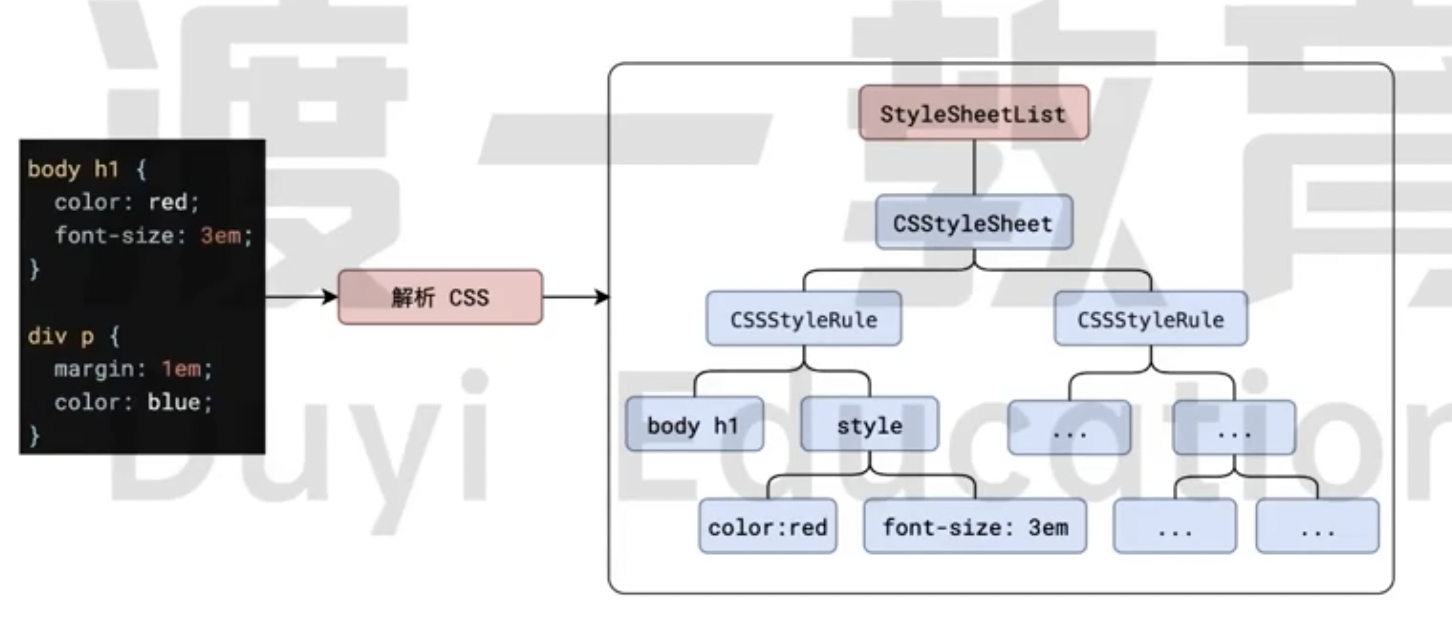 渡一教育
Duyi Education
body h1 {
  color: red;
  font-size: 3em;
}
div p {
  margin: 1em;
  color: blue;
}
解析 CSS
StyleSheetList
CSStyleSheet
CSSStyleRule
CSSStyleRule
body h1
style
...
...
color:red
font-size: 3em
...
...